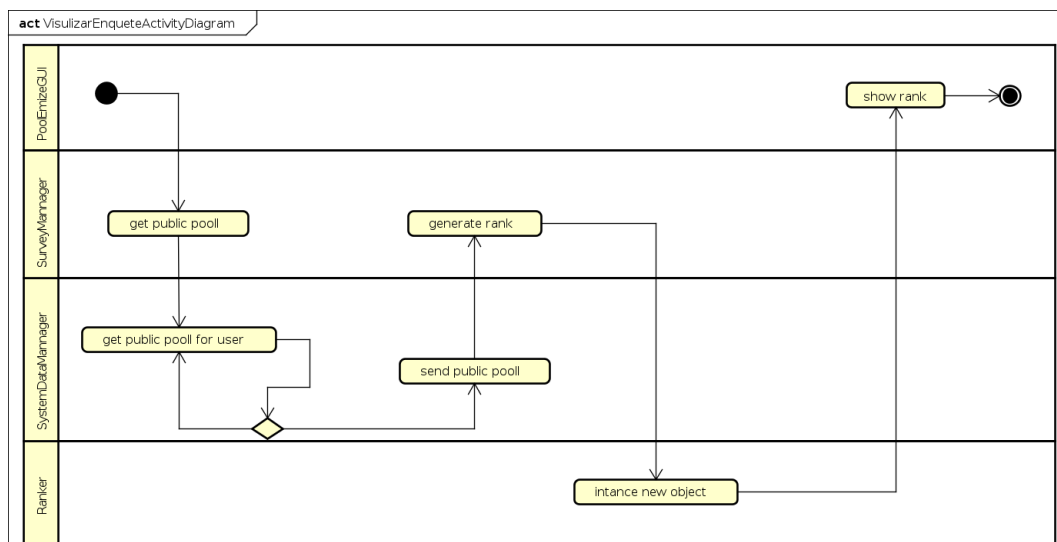 act VisulizarEnqueteActivityDiagram
PoolEmizeGUI
show rank
SurveyMannager
get public pooll
generate rank
SystemDataMannager
get public pooll for user
send public pooll
Ranker
intance new object